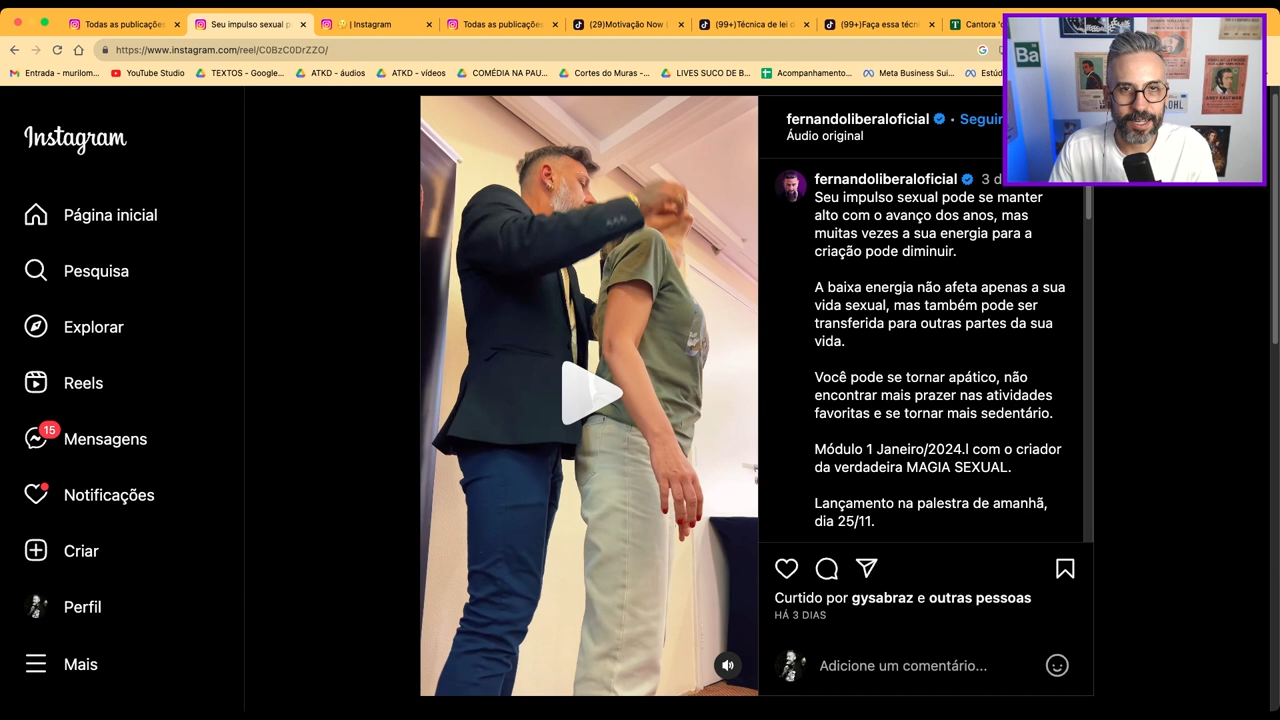 Todas as publicaçõe
Seu impulso sexual p
| Instagram
Todas as publicaçõe
(29)Motivação Now
(99+)Técnica de lei d
(99+)Faça essa técni
Cantora
https://www.instagram.com/reel/C0BzC0DrZZO/
Entrada - murilom...
YouTube Studio
TEXTOS - Google...
ATKD - áudios
ATKD - vídeos
COMÉDIA NA PAU...
Cortes do Muras -...
LIVES SUCO DE B...
Acompanhamento...
Meta Business Sui...
Estúd
Ba
Instagram
Página inicial
Pesquisa
Explorar
Reels
15
Mensagens
Notificações
Criar
Perfil
Mais
fernandoliberaloficial • Seguir
Áudio original
fernandoliberaloficial 3 d
Seu impulso sexual pode se manter
alto com o avanço dos anos, mas
muitas vezes a sua energia para a
criação pode diminuir.
A baixa energia não afeta apenas a sua
vida sexual, mas também pode ser
transferida para outras partes da sua
vida.
Você pode se tornar apático, não
encontrar mais prazer nas atividades
favoritas e se tornar mais sedentário.
Módulo 1 Janeiro/2024.l com o criador
da verdadeira MAGIA SEXUAL.
Lançamento na palestra de amanhã,
dia 25/11.
Curtido por gysabraz e outras pessoas
HÁ 3 DIAS
Adicione um comentário...